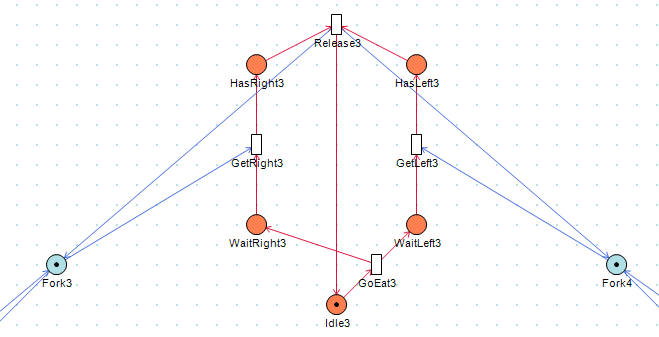 Release3
HasRight3
HasLeft3
GetRight3
GetLeft3
WaitRight3
WaitLeft3
Fork3
GoEat3
Fork4
Idle3